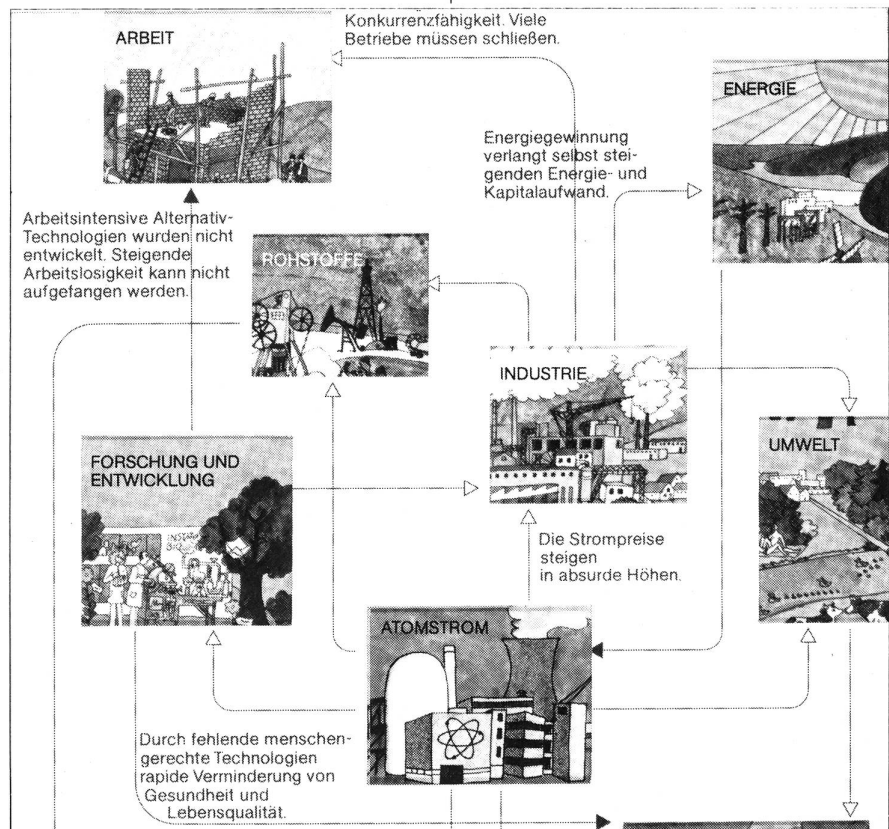 Konkurrenzfähigkeit. Viele
Betriebe müssen schließen.
ARBEIT
ENERGIE
Energiegewinnung
verlangt selbst stei-
genden Energie- und
Kapitalaufwand.
Arbeitsintensive Alternativ-
Technologien wurden nicht
entwickelt. Steigende
Arbeitslosigkeit kann nicht
aufgefangen werden.
ROHSTOFFE
INDUSTRIE
UMWELT
FORSCHUNG UND
ENTWICKLUNG
Die Strompreise
steigen
in absurde Höhen.
ATOMSTROM
Durch fehlende menschen-
gerechte Technologien
rapide Verminderung von
Gesundheit und
Lebensqualität.